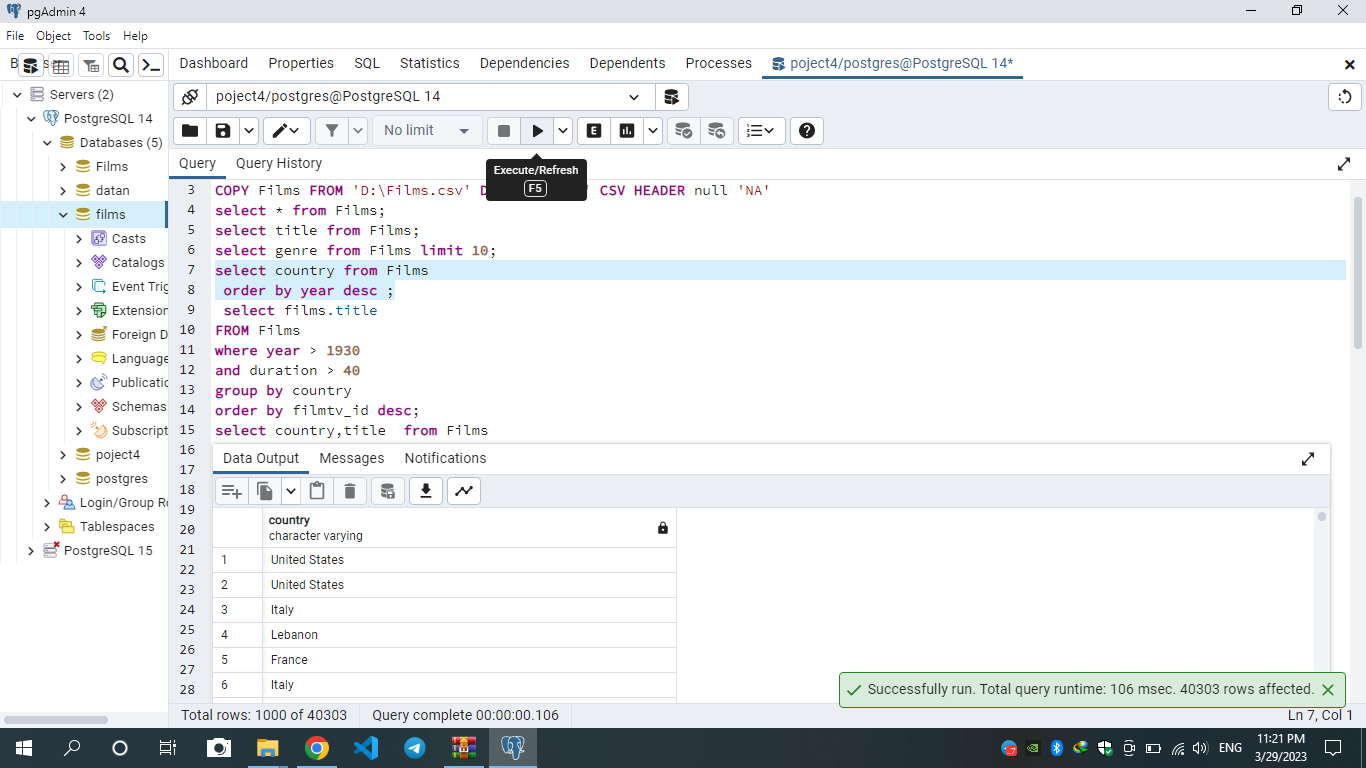 pgAdmin 4
File Object Tools Help
Dashboard Properties SQL Statistics Dependencies Dependents Processes poject4/postgres@PostgreSQL 14*
Servers (2)
PostgreSQL 14
Databases (5)
Films
datan
films
Casts
Catalogs
Event Trig
Extension
Foreign D
Language
Publicatio
Schemas
Subscript
poject4
postgres
Login/Group Ro
Tablespaces
PostgreSQL 15
poject4/postgres@PostgreSQL 14
No limit
E
Query Query History
Execute/Refresh
F5
3 COPY Films FROM 'D:\Films.csv' D ' CSV HEADER null 'NA'
4 select * from Films;
5 select title from Films;
6 select genre from Films limit 10;
7 select country from Films
8 order by year desc ;
9 select films.title
10 FROM Films
11 where year > 1930
12 and duration > 40
13 group by country
14 order by filmtv_id desc;
15 select country,title from Films
16
17
18
19
20
21
22
23
24
25
26
27
28
Data Output Messages Notifications
country
character varying
1 United States
2 United States
3 Italy
4 Lebanon
5 France
6 Italy
Successfully run. Total query runtime: 106 msec. 40303 rows affected.
Total rows: 1000 of 40303 Query complete 00:00:00.106 Ln 7, Col 1
ENG
11:21 PM
3/29/2023